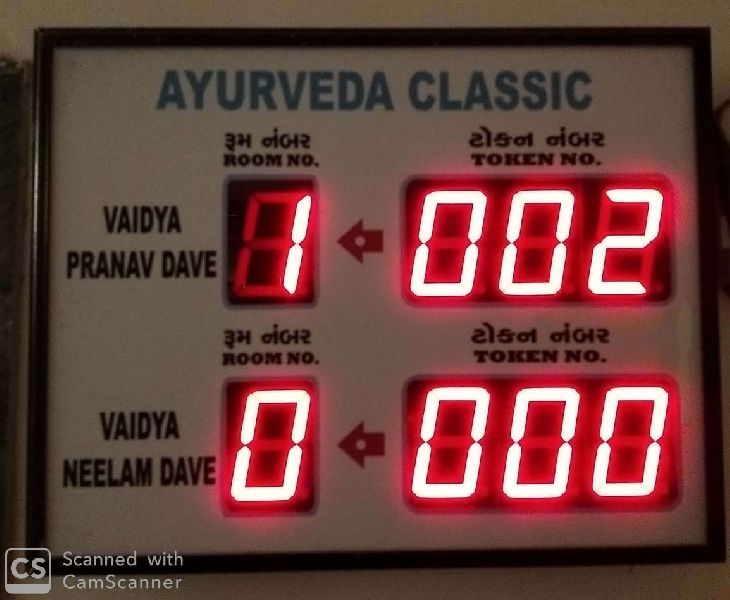 AYURVEDA CLASSIC
રૂમ નંબર ટોકન નંબર
ROOM NO. TOKEN NO.
VAIDYA
PRANAV DAVE 1 002
રૂમ નંબર ટોકન નંબર
ROOM NO. TOKEN NO.
VAIDYA
NEELAM DAVE 0 000
CS Scanned with
CamScanner